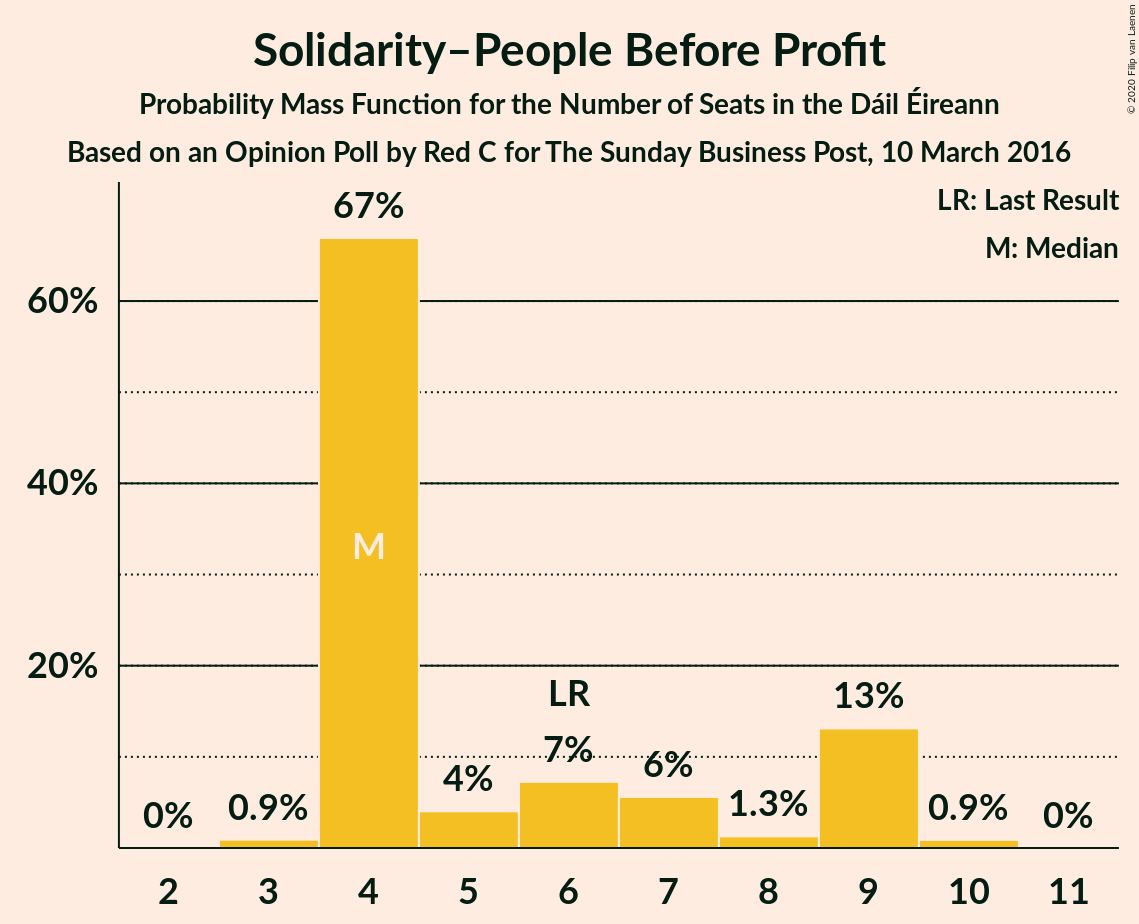 Solidarity–People Before Profit
Probability Mass Function for the Number of Seats in the Dáil Éireann
Based on an Opinion Poll by Red C for The Sunday Business Post, 10 March 2016
© 2020 Filip van Laenen
LR: Last Result
M: Median
67%
60%
40%
M
20%
LR
13%
7%
6%
4%
1.3%
0.9%
0.9%
0%
0%
2 3 4 5 6 7 8 9 10 11